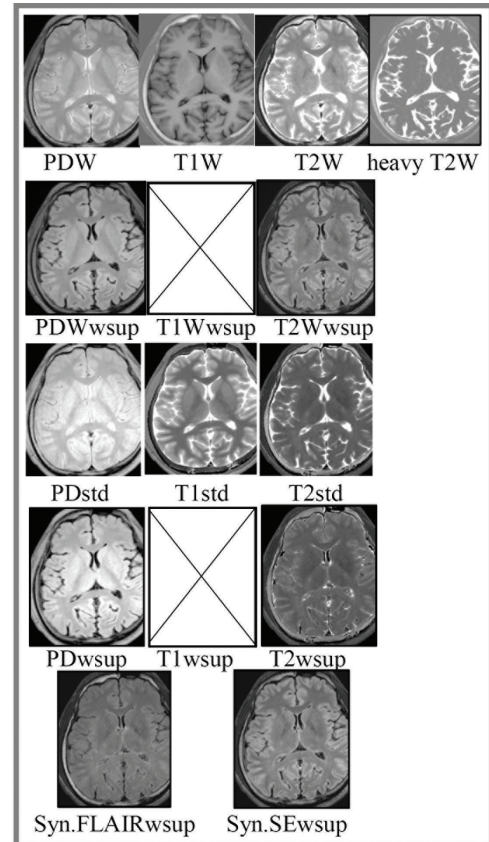 PDW T1W T2W heavy T2W
PDWwsup T1Wwsup T2Wwsup
PDstd T1std T2std
PDwsup T1wsup T2wsup
Syn.FLAIRwsup Syn.SEwsup